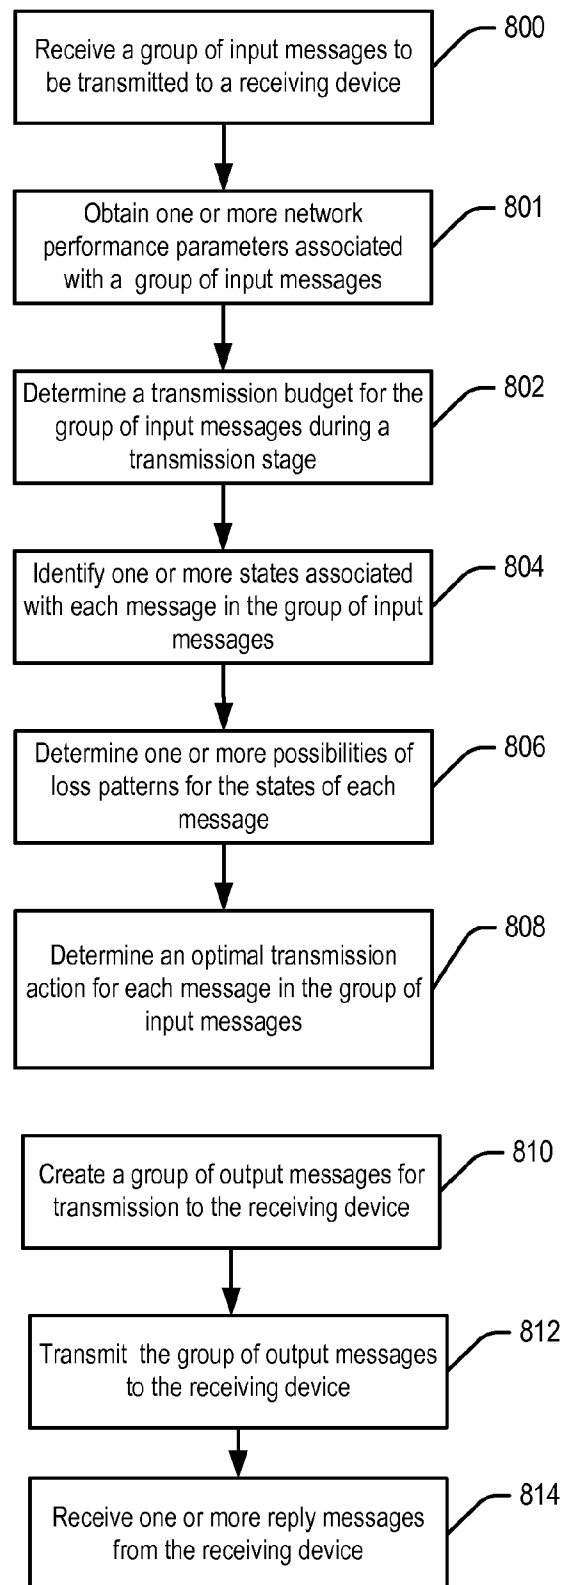 Receive a group of input messages to
be transmitted to a receiving device
800
Obtain one or more network
performance parameters associated
with a group of input messages
801
Determine a transmission budget for the
group of input messages during a
transmission stage
802
Identify one or more states associated
with each message in the group of input
messages
804
Determine one or more possibilities of
loss patterns for the states of each
message
806
Determine an optimal transmission
action for each message in the group of
input messages
808
Create a group of output messages for
transmission to the receiving device
810
Transmit the group of output messages
to the receiving device
812
Receive one or more reply messages
from the receiving device
814